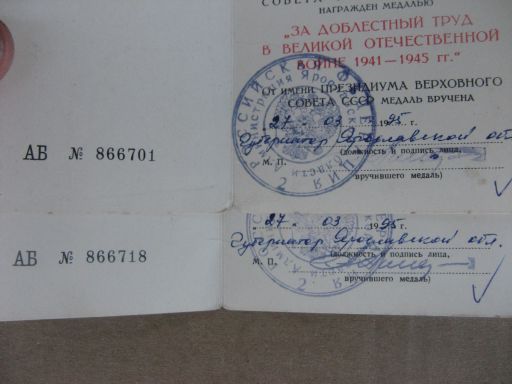 СОВЕТА
НАГРАЖДЕН МЕДАЛЬЮ
„ЗА ДОБЛЕСТНЫЙ ТРУД
В ВЕЛИКОЙ ОТЕЧЕСТВЕННОЙ
ВОЙНЕ 1941—1945 гг."
ОТ ИМЕНИ ПРЕЗИДИУМА ВЕРХОВНОГО
СОВЕТА СССР МЕДАЛЬ ВРУЧЕНА
„27" 03 1995 г.
Губернатор Ярославской обл.
М. П. (должность и подпись лица,
вручившего медаль)
АБ № 866701
„27" 03 1995
Губернатор Ярославской обл.
М. П. (должность и подпись лица,
вручившего медаль)
АБ № 866718